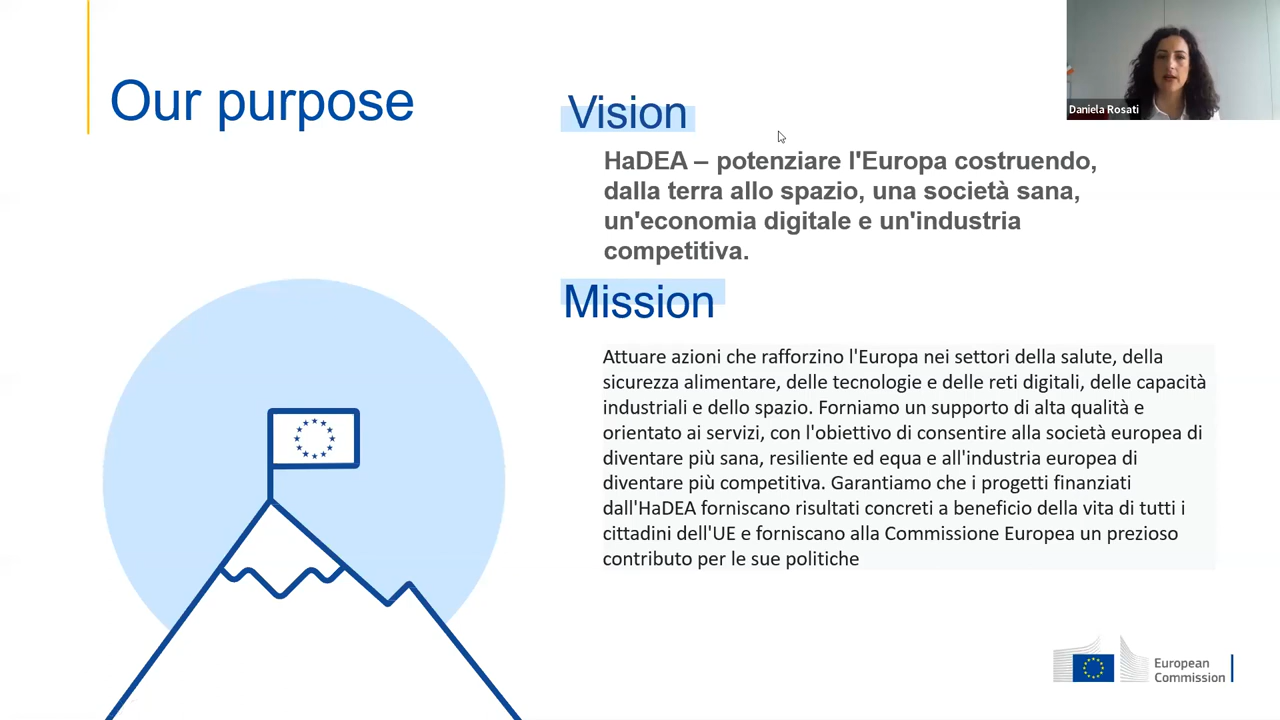 Our purpose
Vision
HaDEA – potenziare l'Europa costruendo,
dalla terra allo spazio, una società sana,
un'economia digitale e un'industria
competitiva.
Mission
Attuare azioni che rafforzino l'Europa nei settori della salute, della
sicurezza alimentare, delle tecnologie e delle reti digitali, delle capacità
industriali e dello spazio. Forniamo un supporto di alta qualità e
orientato ai servizi, con l'obiettivo di consentire alla società europea di
diventare più sana, resiliente ed equa e all'industria europea di
diventare più competitiva. Garantiamo che i progetti finanziati
dall'HaDEA forniscano risultati concreti a beneficio della vita di tutti i
cittadini dell'UE e forniscano alla Commissione Europea un prezioso
contributo per le sue politiche
Daniela Rosati
European
Commission